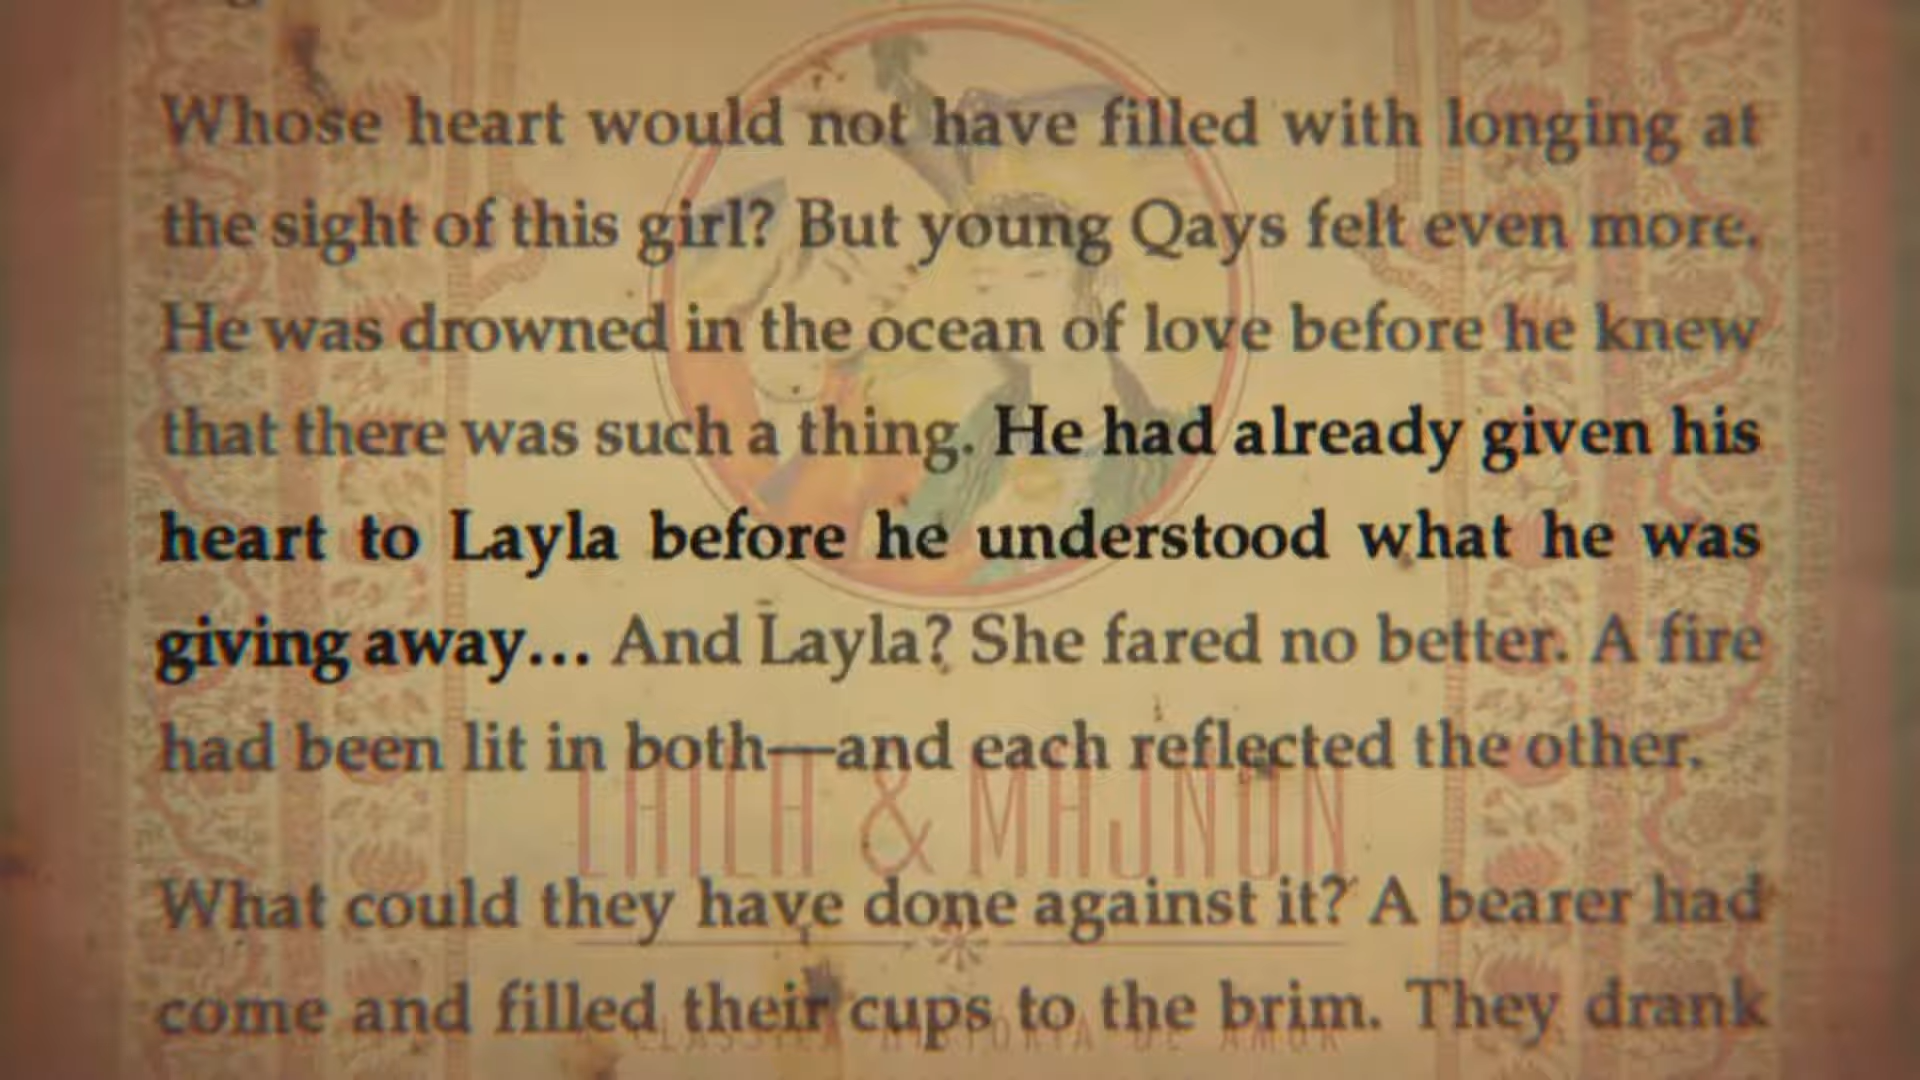 Whose heart would not have filled with longing at
the sight of this girl? But young Qays felt even more.
He was drowned in the ocean of love before he knew
that there was such a thing. He had already given his
heart to Layla before he understood what he was
giving away... And Layla? She fared no better. A fire
had been lit in both—and each reflected the other.
LAILA & MAJNUN
What could they have done against it? A bearer had
come and filled their cups to the brim. They drank
A CLÁSSICA HISTÓRIA DE AMOR